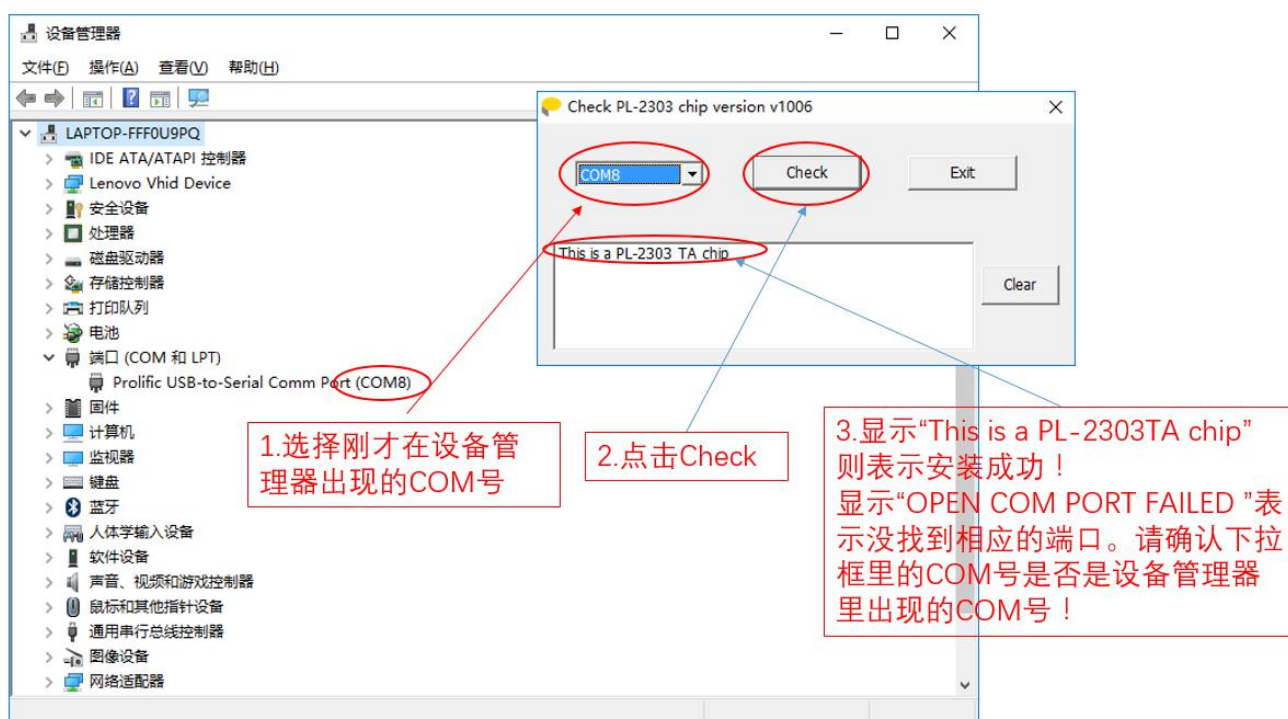 设备管理器
文件(F) 操作(A) 查看(V) 帮助(H)
LAPTOP-FFF0U9PQ
IDE ATA/ATAPI 控制器
Lenovo Vhid Device
安全设备
处理器
磁盘驱动器
存储控制器
打印队列
电池
端口 (COM 和 LPT)
Prolific USB-to-Serial Comm Port (COM8)
固件
计算机
监视器
键盘
蓝牙
人体学输入设备
软件设备
声音、视频和游戏控制器
鼠标和其他指针设备
通用串行总线控制器
图像设备
网络适配器
Check PL-2303 chip version v1006
COM8
Check
Exit
This is a PL-2303 TA chip
Clear
1.选择刚才在设备管
理器出现的COM号
2.点击Check
3.显示“This is a PL-2303TA chip”
则表示安装成功！
显示“OPEN COM PORT FAILED ”表
示没找到相应的端口。请确认下拉
框里的COM号是否是设备管理器
里出现的COM号！